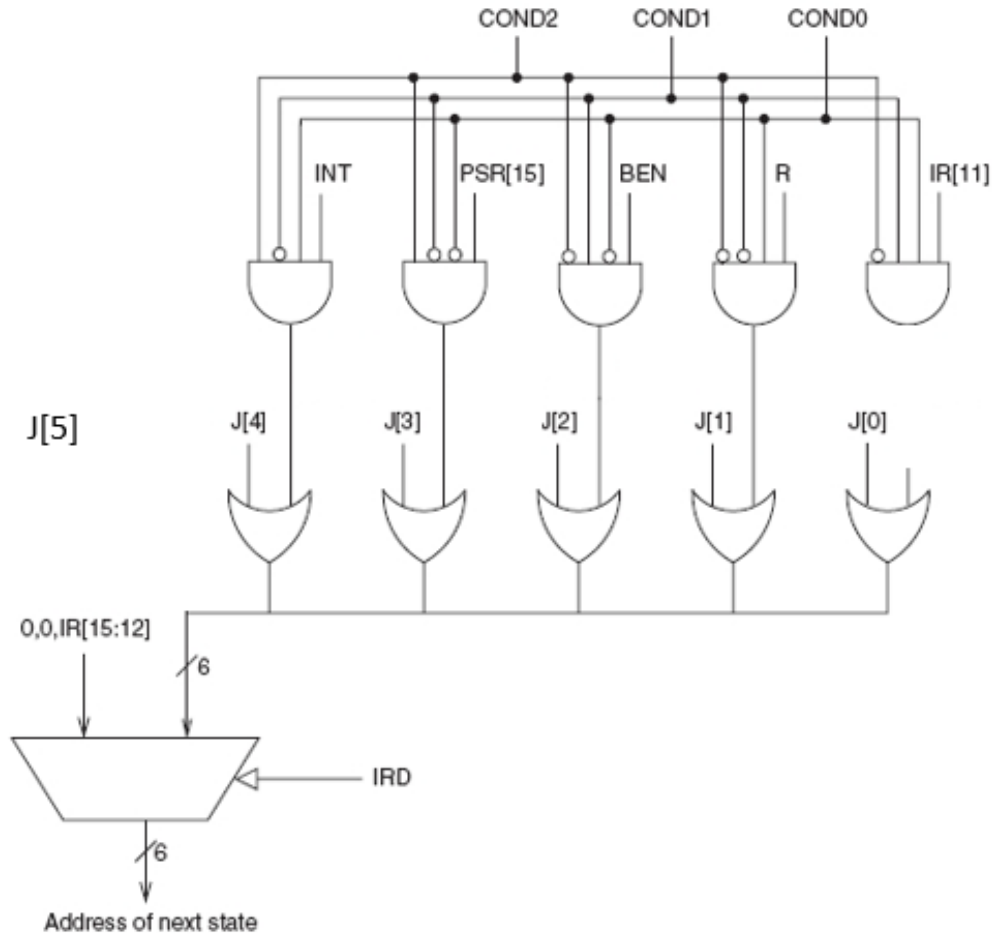 COND2 COND1 COND0
INT PSR[15] BEN R IR[11]
J[5] J[4] J[3] J[2] J[1] J[0]
0,0,IR[15:12]
6
IRD
6
Address of next state